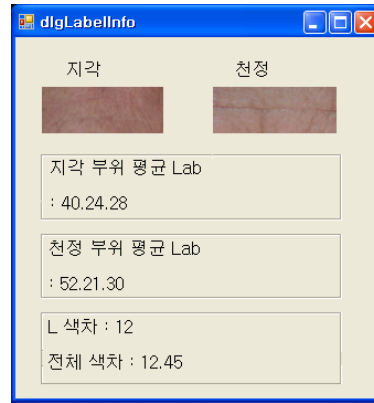 dlgLabelInfo
지각 천정
지각 부위 평균 Lab
: 40.24.28
천정 부위 평균 Lab
: 52.21.30
L 색차 : 12
전체 색차 : 12.45